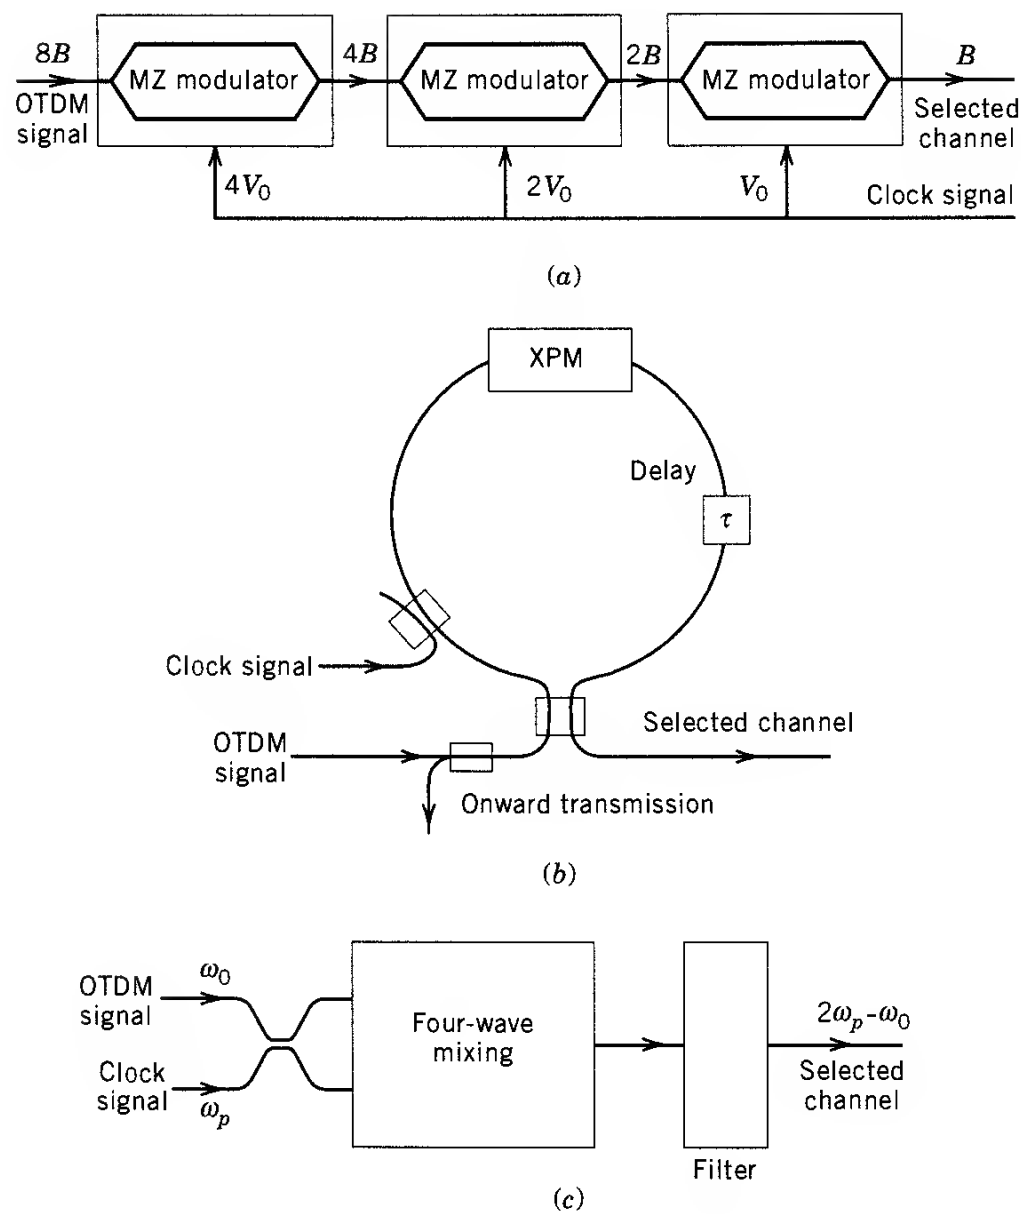 8B
4B
2B
B
MZ modulator
MZ modulator
MZ modulator
OTDM
signal
Selected
channel
4V0
2V0
V0
Clock signal
(a)
XPM
Delay
τ
Clock signal
OTDM
signal
Selected channel
Onward transmission
(b)
ω0
OTDM
signal
Four-wave
mixing
2ωp-ω0
Clock
signal
ωp
Selected
channel
Filter
(c)